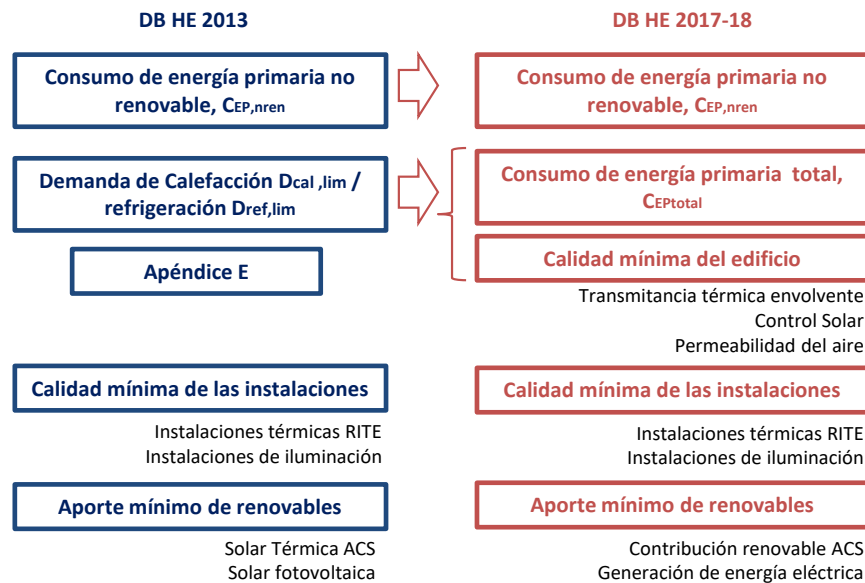 DB HE 2013
Consumo de energía primaria no
renovable, CEP,nren
Demanda de Calefacción Dcal ,lim /
refrigeración Dref,lim
Apéndice E
Calidad mínima de las instalaciones
Instalaciones térmicas RITE
Instalaciones de iluminación
Aporte mínimo de renovables
Solar Térmica ACS
Solar fotovoltaica
DB HE 2017-18
Consumo de energía primaria no
renovable, CEP,nren
Consumo de energía primaria total,
CEPtotal
Calidad mínima del edificio
Transmitancia térmica envolvente
Control Solar
Permeabilidad del aire
Calidad mínima de las instalaciones
Instalaciones térmicas RITE
Instalaciones de iluminación
Aporte mínimo de renovables
Contribución renovable ACS
Generación de energía eléctrica